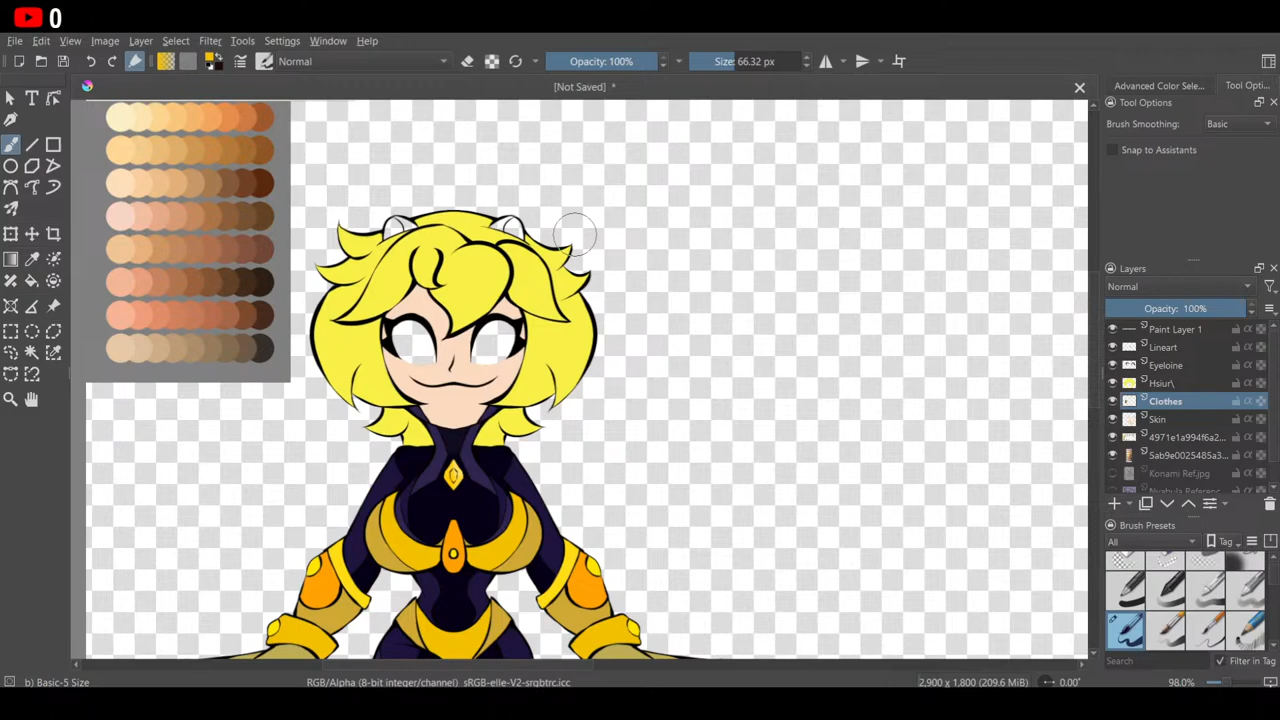 0
File Edit View Image Layer Select Filter Tools Settings Window Help
Normal Opacity: 100% Size: 66.32 px
[Not Saved] *
Advanced Color Sele... Tool Opti...
Tool Options
Brush Smoothing: Basic
Snap to Assistants
Layers
Normal
Opacity: 100%
Paint Layer 1
Lineart
Eyeloine
Hsiur\
Clothes
Skin
4971e1a994f6a2...
5ab9e0025485a3...
Konami Ref.jpg
Brush Presets
All Tag
Search Filter in Tag
b) Basic-5 Size RGB/Alpha (8-bit integer/channel) sRGB-elle-V2-srgbtrc.icc 2,900 x 1,800 (209.6 MiB) 0.00° 98.0%